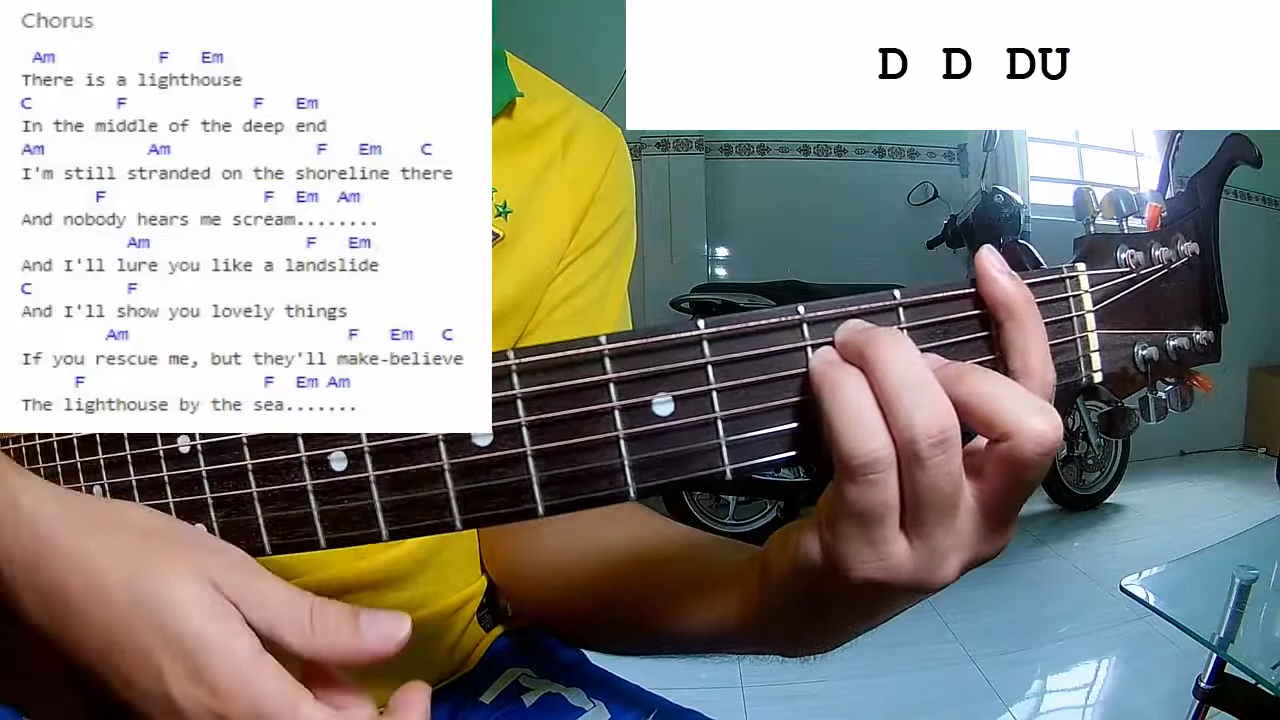 Chorus
Am F Em
There is a lighthouse
C F F Em
In the middle of the deep end
Am Am F Em C
I'm still stranded on the shoreline there
F F Em Am
And nobody hears me scream........
Am F Em
And I'll lure you like a landslide
C F
And I'll show you lovely things
Am F Em C
If you rescue me, but they'll make-believe
F F Em Am
The lighthouse by the sea.......
D D DU